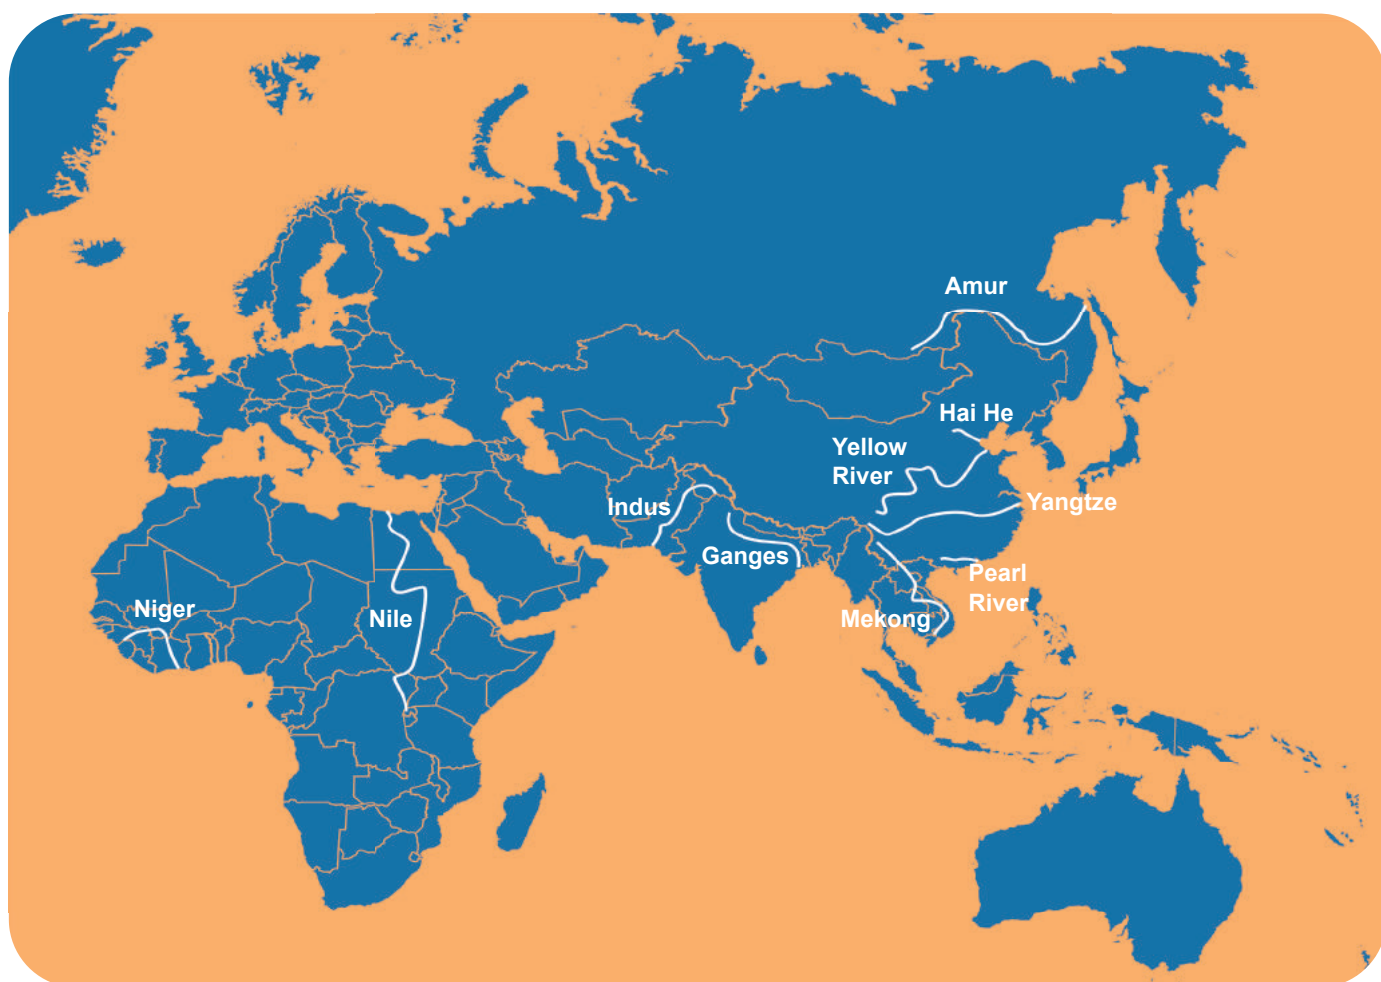 Amur
Hai He
Yellow
River
Yangtze
Indus
Ganges
Pearl
River
Mekong
Niger
Nile